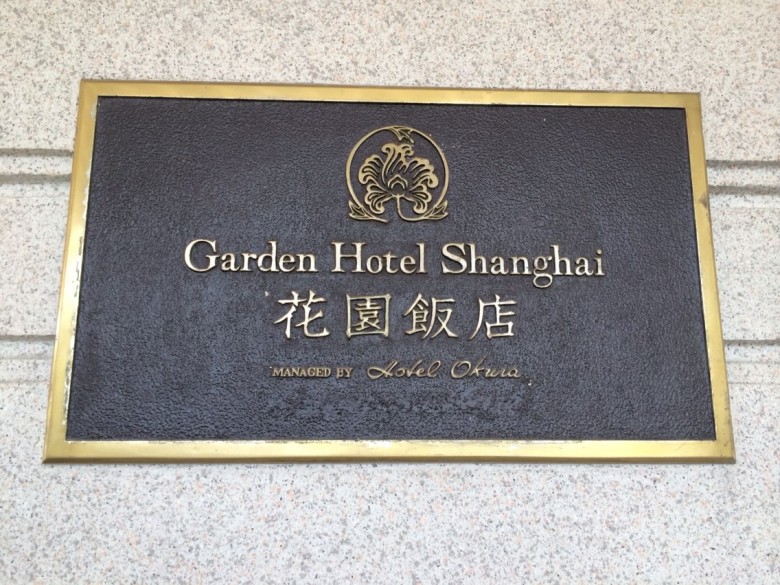 Garden Hotel Shanghai
花園飯店
MANAGED BY Hotel Okura